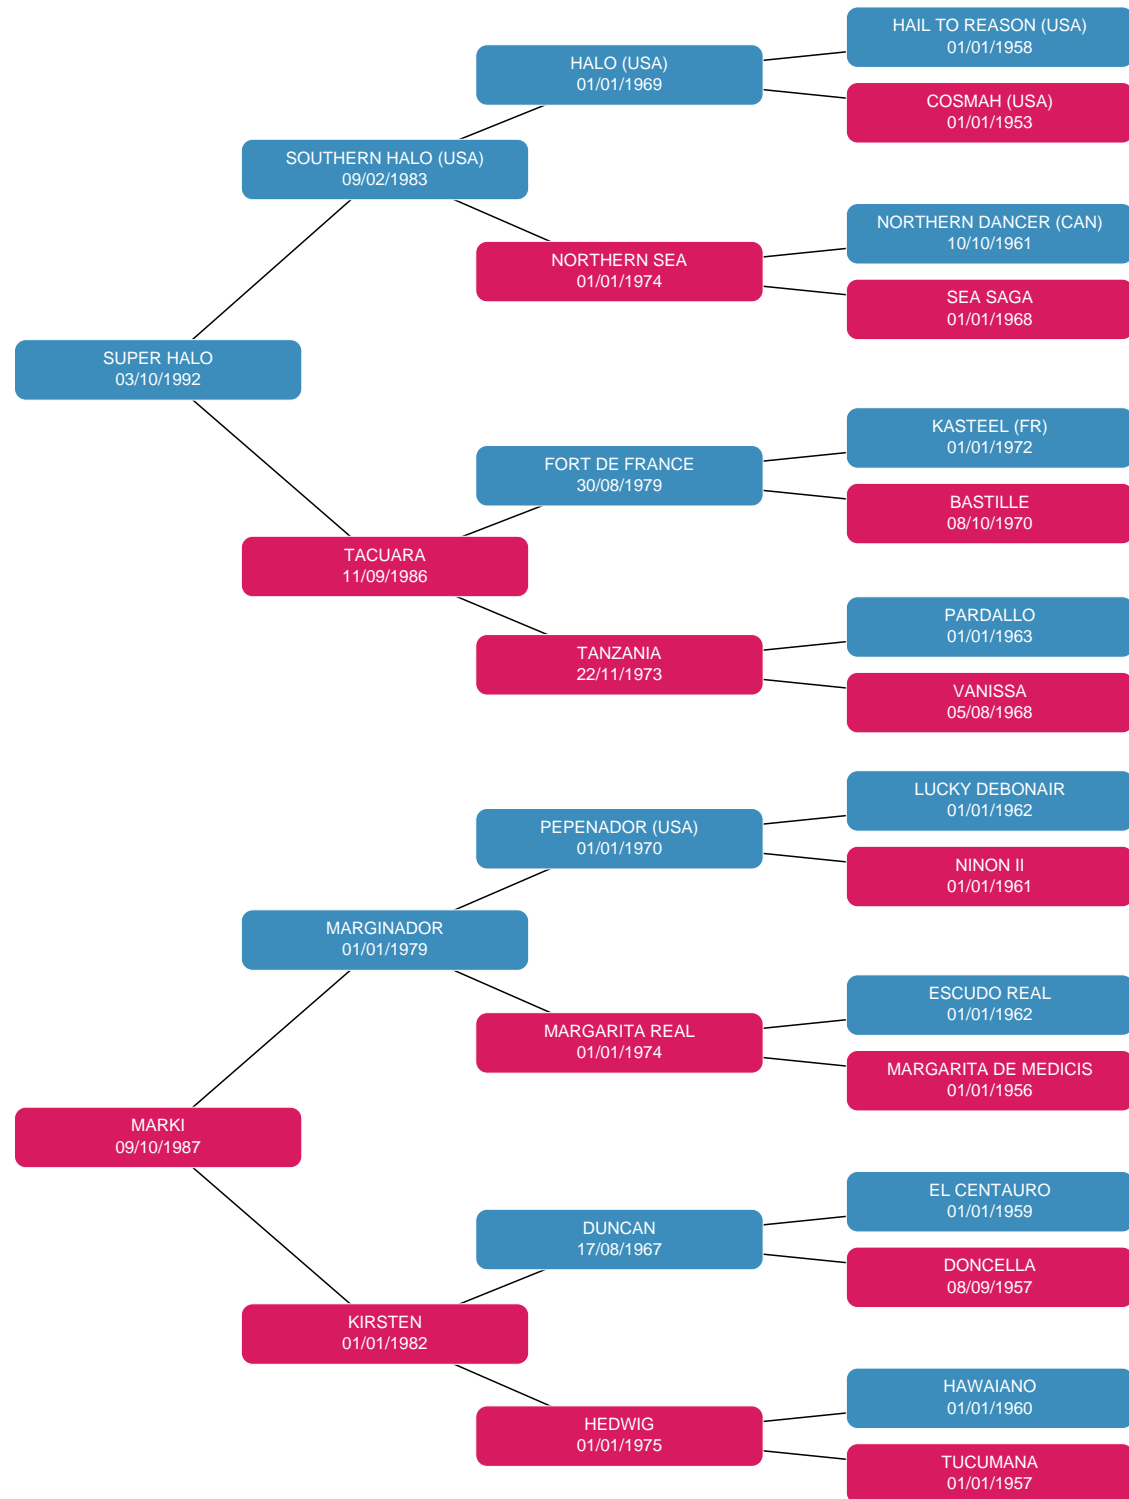 HAIL TO REASON (USA)
01/01/1958
HALO (USA)
01/01/1969
COSMAH (USA)
01/01/1953
SOUTHERN HALO (USA)
09/02/1983
NORTHERN DANCER (CAN)
10/10/1961
NORTHERN SEA
01/01/1974
SEA SAGA
01/01/1968
SUPER HALO
03/10/1992
KASTEEL (FR)
01/01/1972
FORT DE FRANCE
30/08/1979
BASTILLE
08/10/1970
TACUARA
11/09/1986
PARDALLO
01/01/1963
TANZANIA
22/11/1973
VANISSA
05/08/1968
LUCKY DEBONAIR
01/01/1962
PEPENADOR (USA)
01/01/1970
NINON II
01/01/1961
MARGINADOR
01/01/1979
ESCUDO REAL
01/01/1962
MARGARITA REAL
01/01/1974
MARGARITA DE MEDICIS
01/01/1956
MARKI
09/10/1987
EL CENTAURO
01/01/1959
DUNCAN
17/08/1967
DONCELLA
08/09/1957
KIRSTEN
01/01/1982
HAWAIANO
01/01/1960
HEDWIG
01/01/1975
TUCUMANA
01/01/1957